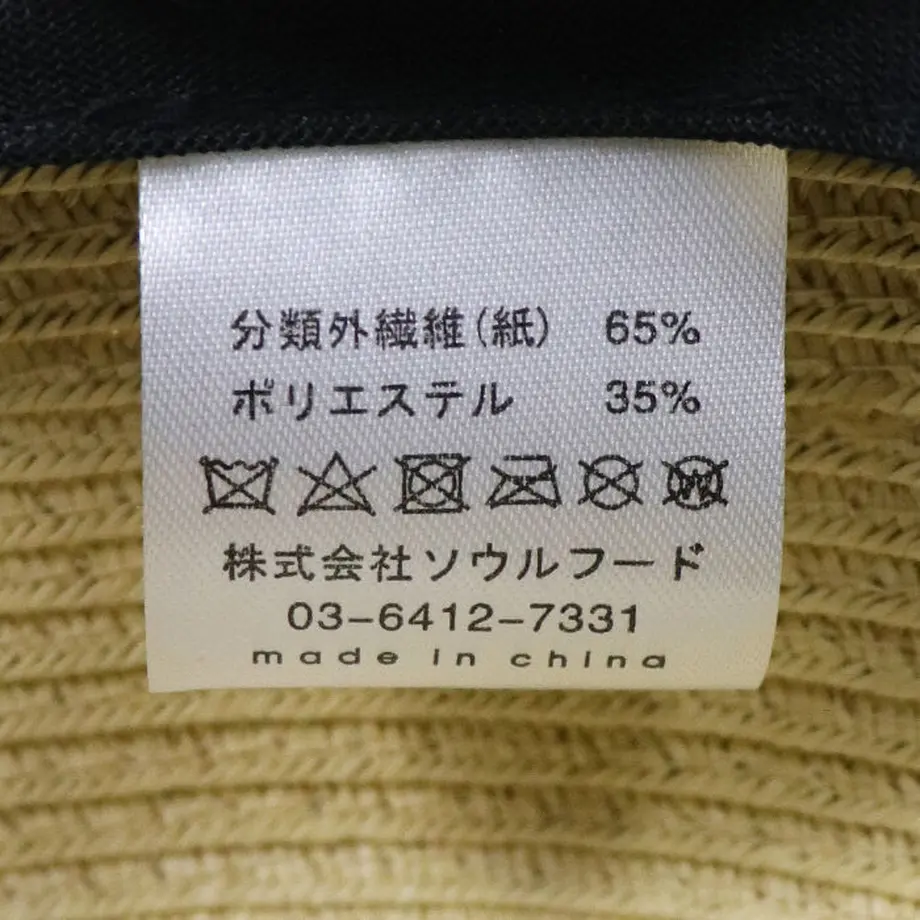 分類外繊維(紙) 65%
ポリエステル 35%
株式会社ソウルフード
03-6412-7331
made in china